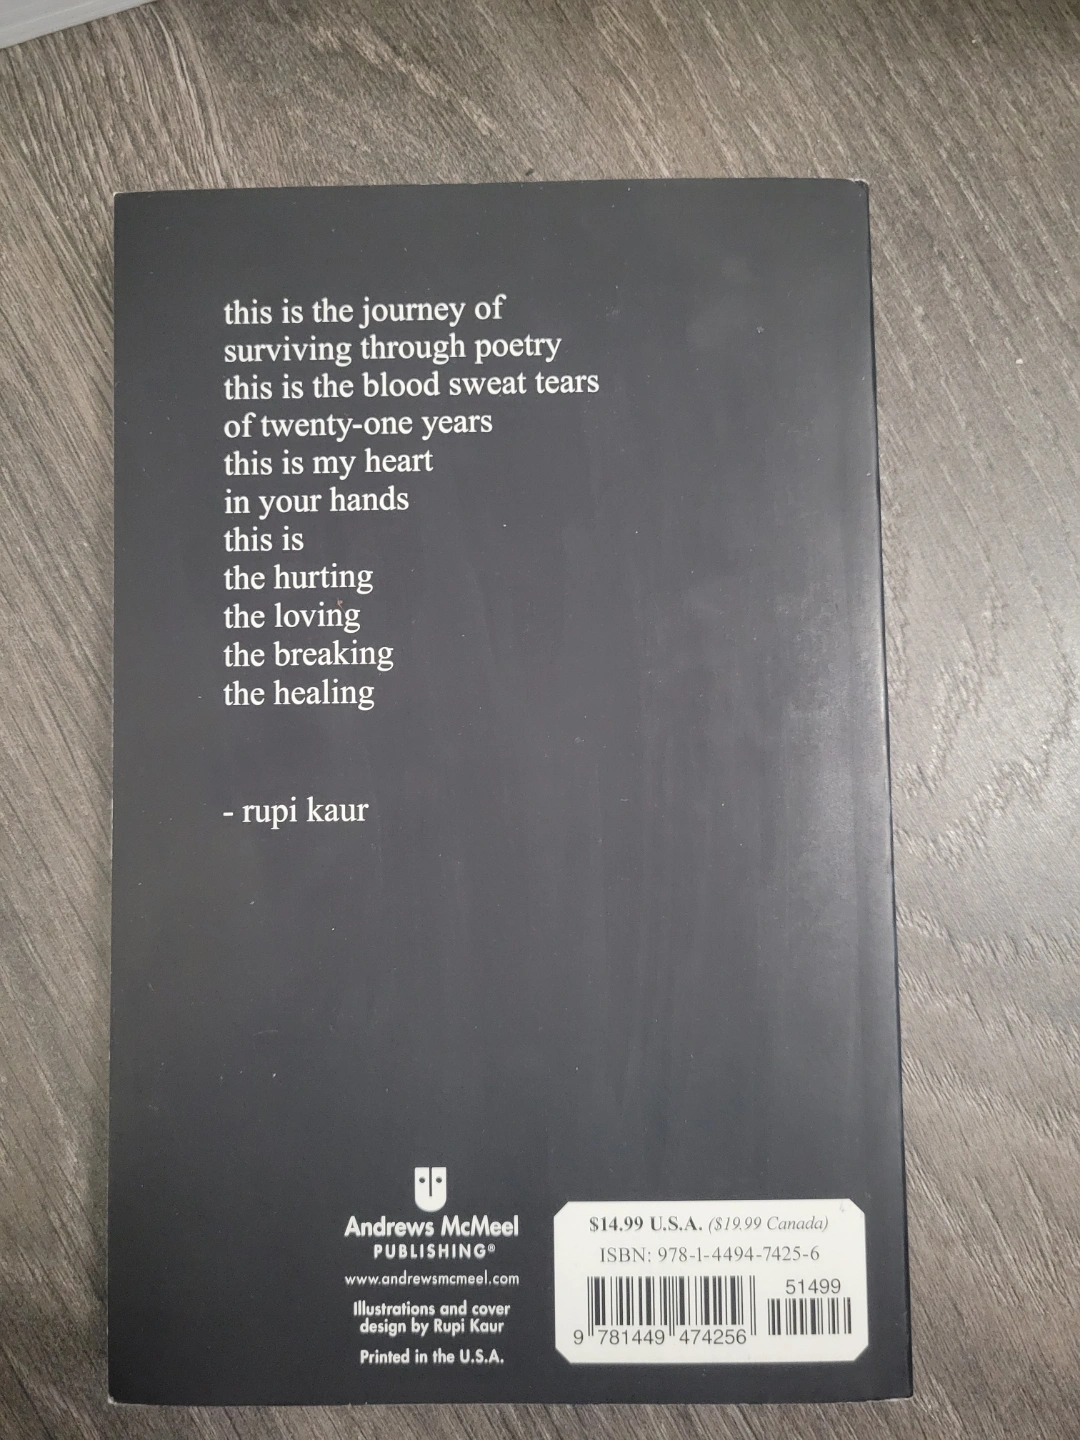 this is the journey of
surviving through poetry
this is the blood sweat tears
of twenty-one years
this is my heart
in your hands
this is
the hurting
the loving
the breaking
the healing
- rupi kaur
Andrews McMeel
PUBLISHING®
www.andrewsmcmeel.com
Illustrations and cover
design by Rupi Kaur
Printed in the U.S.A.
$14.99 U.S.A. ($19.99 Canada)
ISBN: 978-1-4494-7425-6
51499
9 781449 474256